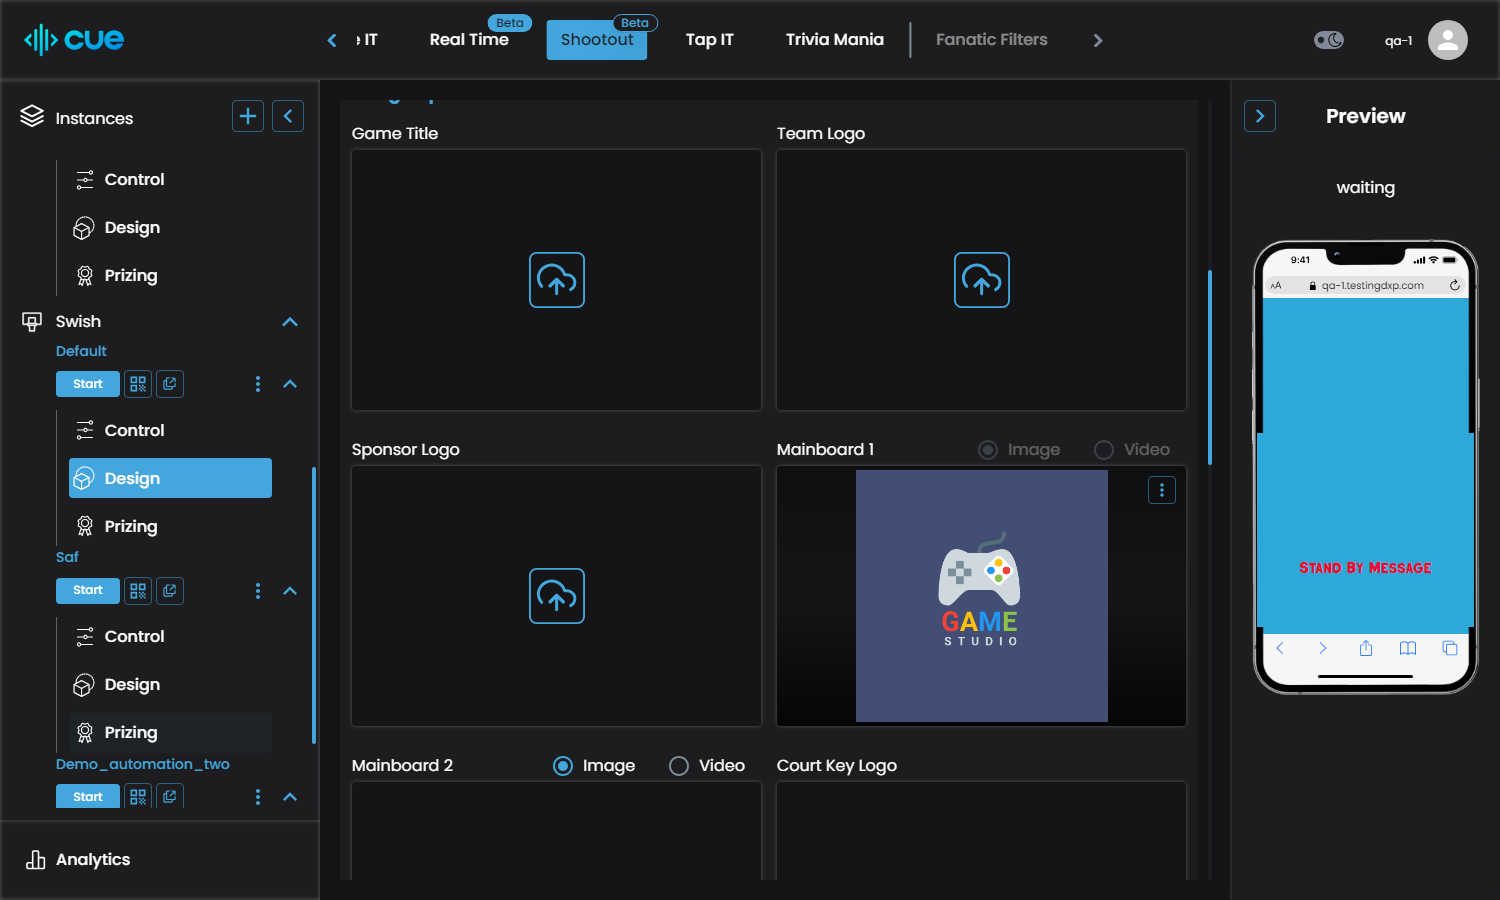 cue
IT
Real Time
Beta
Shootout
Beta
Tap IT
Trivia Mania
Fanatic Filters
qa-1
Instances
Control
Design
Prizing
Swish
Default
Start
Control
Design
Prizing
Saf
Start
Control
Design
Prizing
Demo_automation_two
Start
Analytics
Game Title
Team Logo
Sponsor Logo
Mainboard 1
Image
Video
GAME
STUDIO
Mainboard 2
Image
Video
Court Key Logo
Preview
waiting
9:41
AA
qa-1.testingdxp.com
Stand By Message